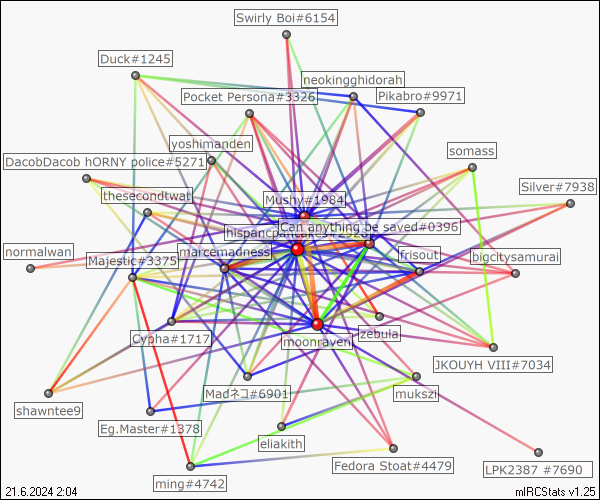 Swirly Boi#6154
Duck#1245
neokingghidorah
Pocket Persona#3326
Pikabro#9971
yoshimanden
somass
DacobDacob hORNY police#5271
Silver#7938
thesecondtwat
Mushy#1984
Can anything be saved#0396
normalwan
Majestic#3375
marcemadness
frisout
bigcitysamurai
Cypha#1717
moonraven
zebula
JKOUYH VIII#7034
Madネコ#6901
mukszi
shawntee9
Eg.Master#1378
eliakith
Fedora Stoat#4479
LPK2387 #7690
ming#4742
21.6.2024 2:04
mIRCStats v1.25